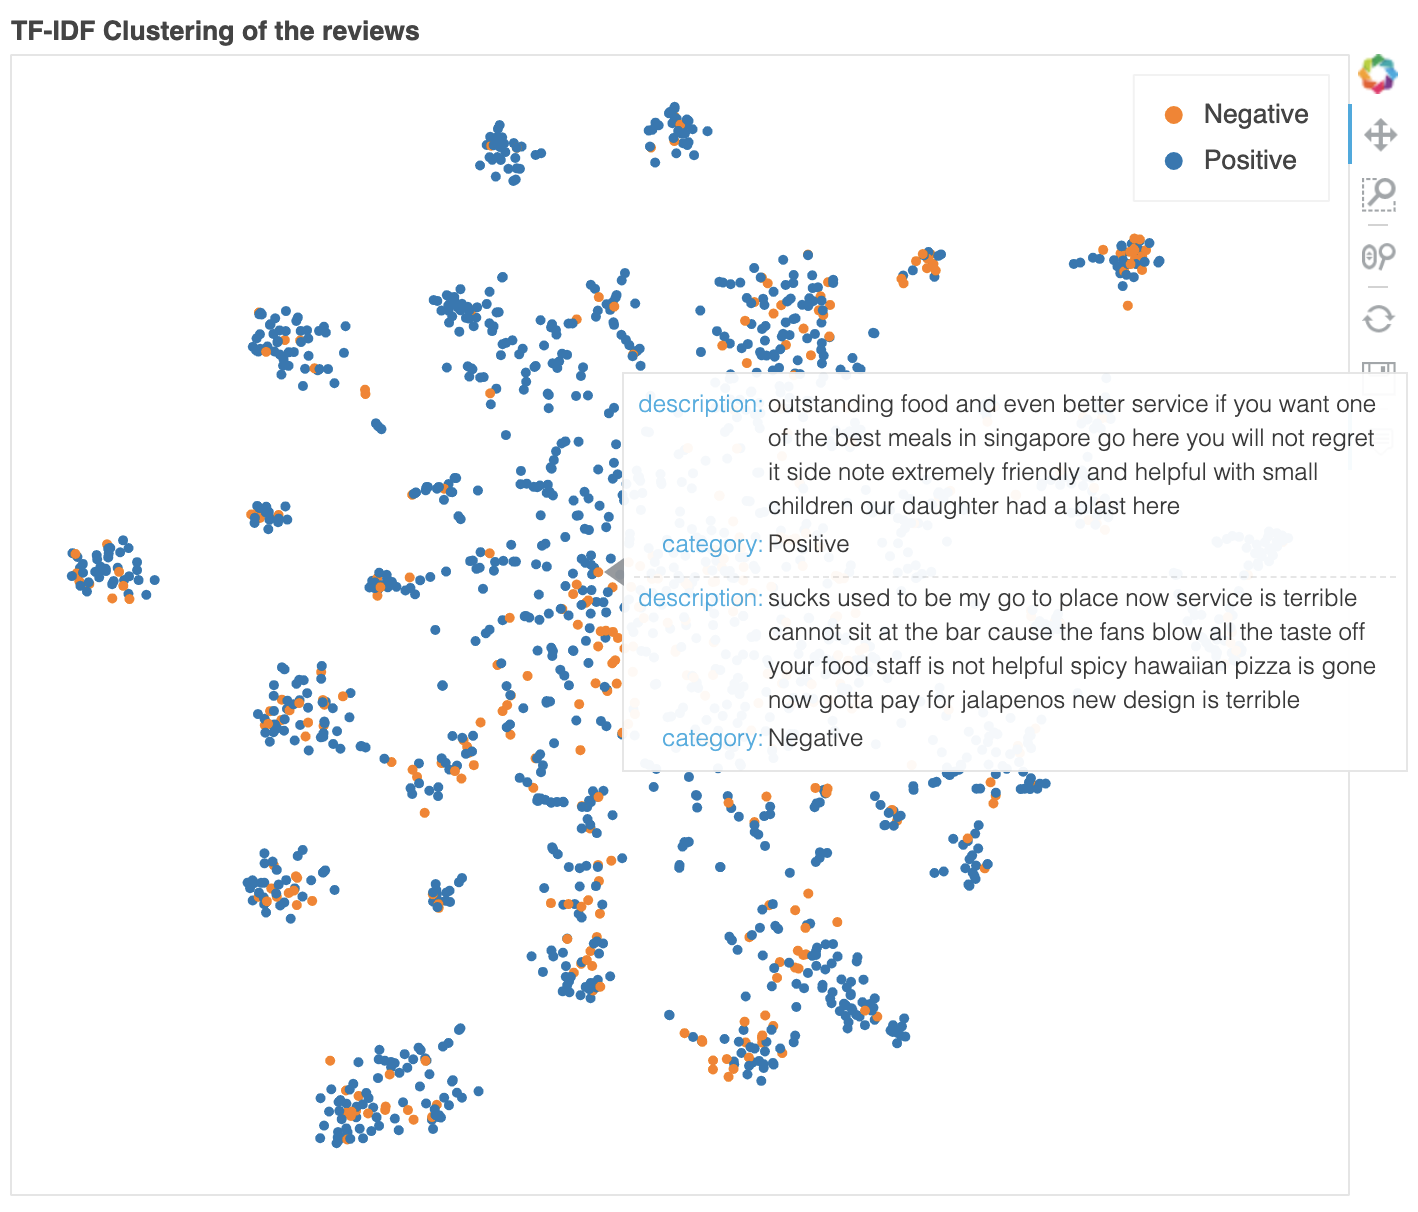 TF-IDF Clustering of the reviews
Negative
Positive
description: outstanding food and even better service if you want one
of the best meals in singapore go here you will not regret
it side note extremely friendly and helpful with small
children our daughter had a blast here
category: Positive
description: sucks used to be my go to place now service is terrible
cannot sit at the bar cause the fans blow all the taste off
your food staff is not helpful spicy hawaiian pizza is gone
now gotta pay for jalapenos new design is terrible
category: Negative